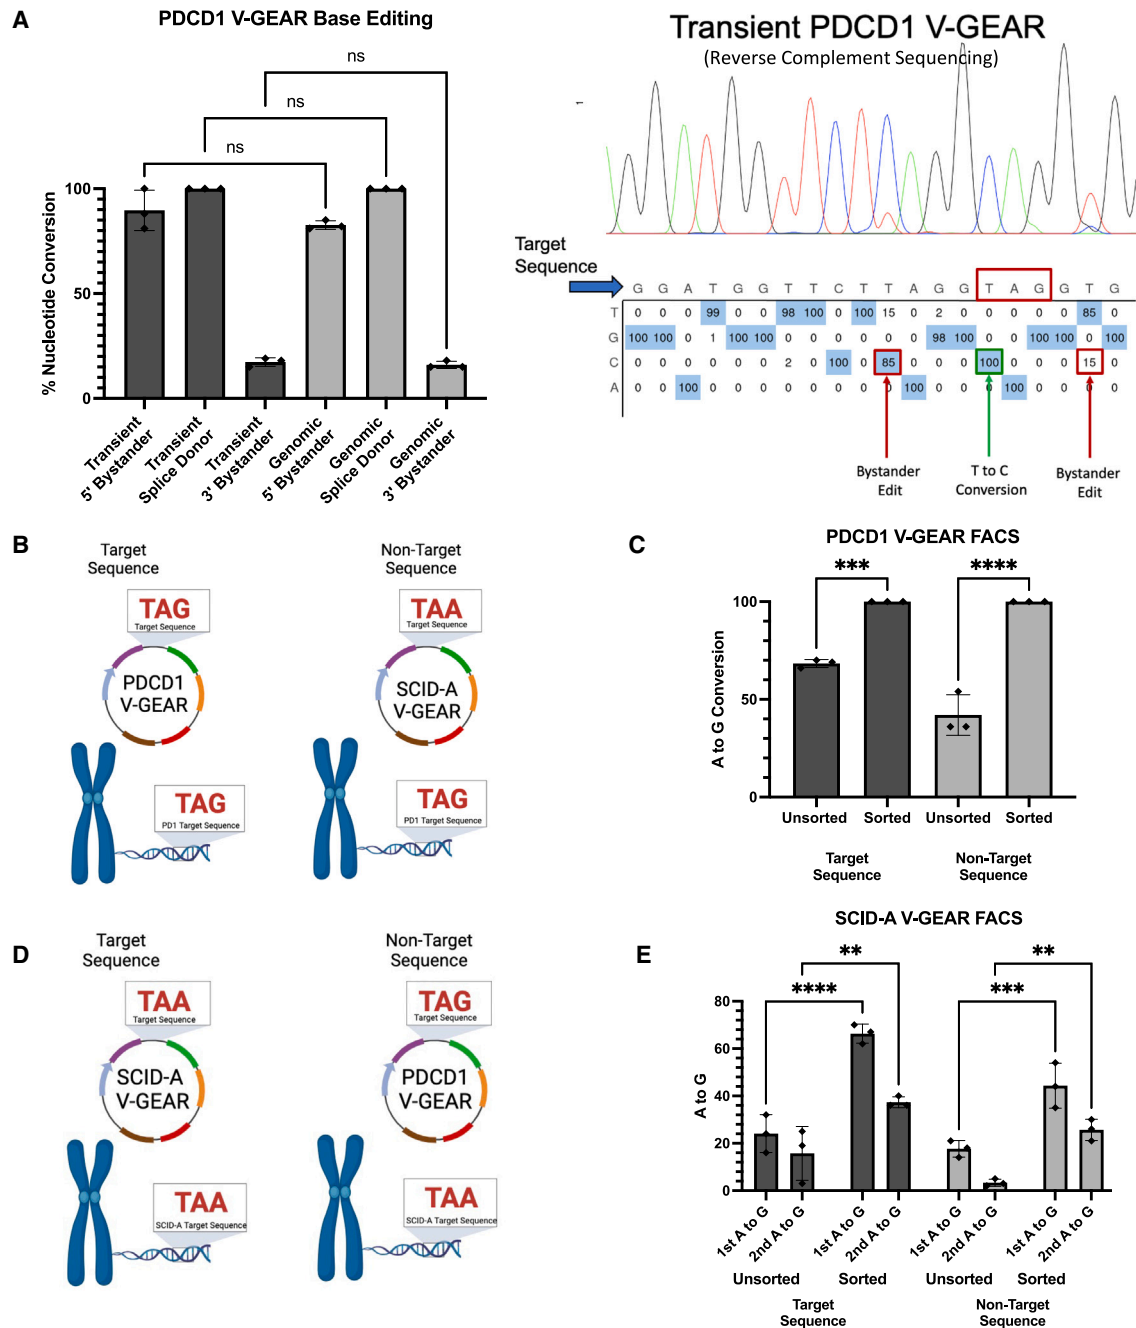 A
PDCD1 V-GEAR Base Editing
ns
ns
ns
% Nucleotide Conversion
100
50
0
Transient
5' Bystander
Transient
Splice Donor
Transient
3' Bystander
Genomic
5' Bystander
Genomic
Splice Donor
Genomic
3' Bystander
Transient PDCD1 V-GEAR
(Reverse Complement Sequencing)
1
Target
Sequence
G G A T G G T T C T T A G G T A G G T G
T 0 0 0 99 0 0 98 100 0 100 15 0 2 0 0 0 0 0 85 0
G 100 100 0 1 100 100 0 0 0 0 0 0 98 100 0 0 100 100 0 100
C 0 0 0 0 0 0 2 0 100 0 85 0 0 0 100 0 0 0 15 0
A 0 0 100 0 0 0 0 0 0 0 0 100 0 0 0 100 0 0 0 0
Bystander
Edit
T to C
Conversion
Bystander
Edit
B
Target
Sequence
TAG
Target Sequence
PDCD1
V-GEAR
TAG
PD1 Target Sequence
Non-Target
Sequence
TAA
Target Sequence
SCID-A
V-GEAR
TAG
PD1 Target Sequence
C
PDCD1 V-GEAR FACS
***
****
A to G Conversion
100
50
0
Unsorted
Sorted
Unsorted
Sorted
Target
Sequence
Non-Target
Sequence
D
Target
Sequence
TAA
Target Sequence
SCID-A
V-GEAR
TAA
SCID-A Target Sequence
Non-Target
Sequence
TAG
Target Sequence
PDCD1
V-GEAR
TAA
SCID-A Target Sequence
E
SCID-A V-GEAR FACS
**
**
****
***
A to G
80
60
40
20
0
1st A to G
2nd A to G
1st A to G
2nd A to G
1st A to G
2nd A to G
1st A to G
2nd A to G
Unsorted
Sorted
Unsorted
Sorted
Target
Sequence
Non-Target
Sequence